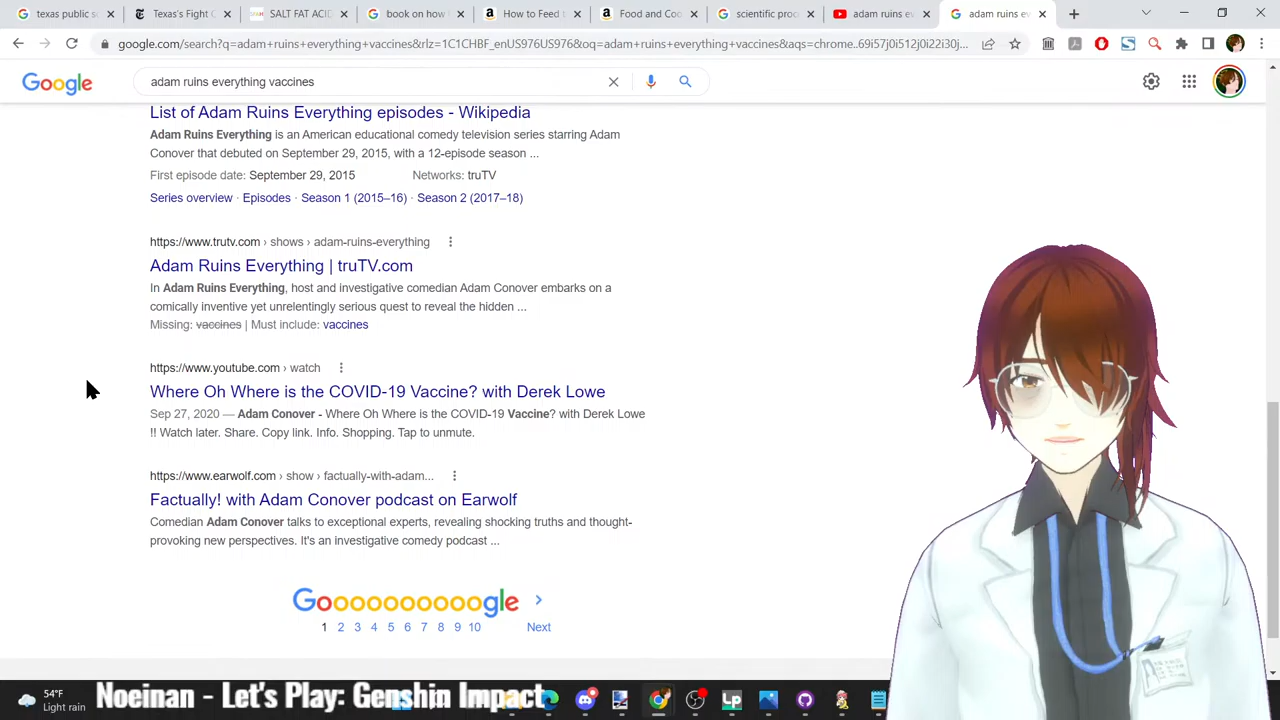 texas public s
Texas's Fight C
SALT FAT ACID
book on how
How to Feed t
Food and Coo
scientific proc
adam ruins ev
adam ruins ev
google.com/search?q=adam+ruins+everything+vaccines&rlz=1C1CHBF_enUS976US976&oq=adam+ruins+everything+vaccines&aqs=chrome..69i57j0i512j0i22i30j...
Google
adam ruins everything vaccines
List of Adam Ruins Everything episodes - Wikipedia
Adam Ruins Everything is an American educational comedy television series starring Adam
Conover that debuted on September 29, 2015, with a 12-episode season ...
First episode date: September 29, 2015 Networks: truTV
Series overview · Episodes · Season 1 (2015–16) · Season 2 (2017–18)
https://www.trutv.com › shows › adam-ruins-everything
Adam Ruins Everything | truTV.com
In Adam Ruins Everything, host and investigative comedian Adam Conover embarks on a
comically inventive yet unrelentingly serious quest to reveal the hidden ...
Missing: vaccines | Must include: vaccines
https://www.youtube.com › watch
Where Oh Where is the COVID-19 Vaccine? with Derek Lowe
Sep 27, 2020 — Adam Conover - Where Oh Where is the COVID-19 Vaccine? with Derek Lowe
!! Watch later. Share. Copy link. Info. Shopping. Tap to unmute.
https://www.earwolf.com › show › factually-with-adam...
Factually! with Adam Conover podcast on Earwolf
Comedian Adam Conover talks to exceptional experts, revealing shocking truths and thought-
provoking new perspectives. It's an investigative comedy podcast ...
Goooooooooogle
1 2 3 4 5 6 7 8 9 10 Next
54°F
Light rain
Noeinan - Let's Play: Genshin Impact
LP